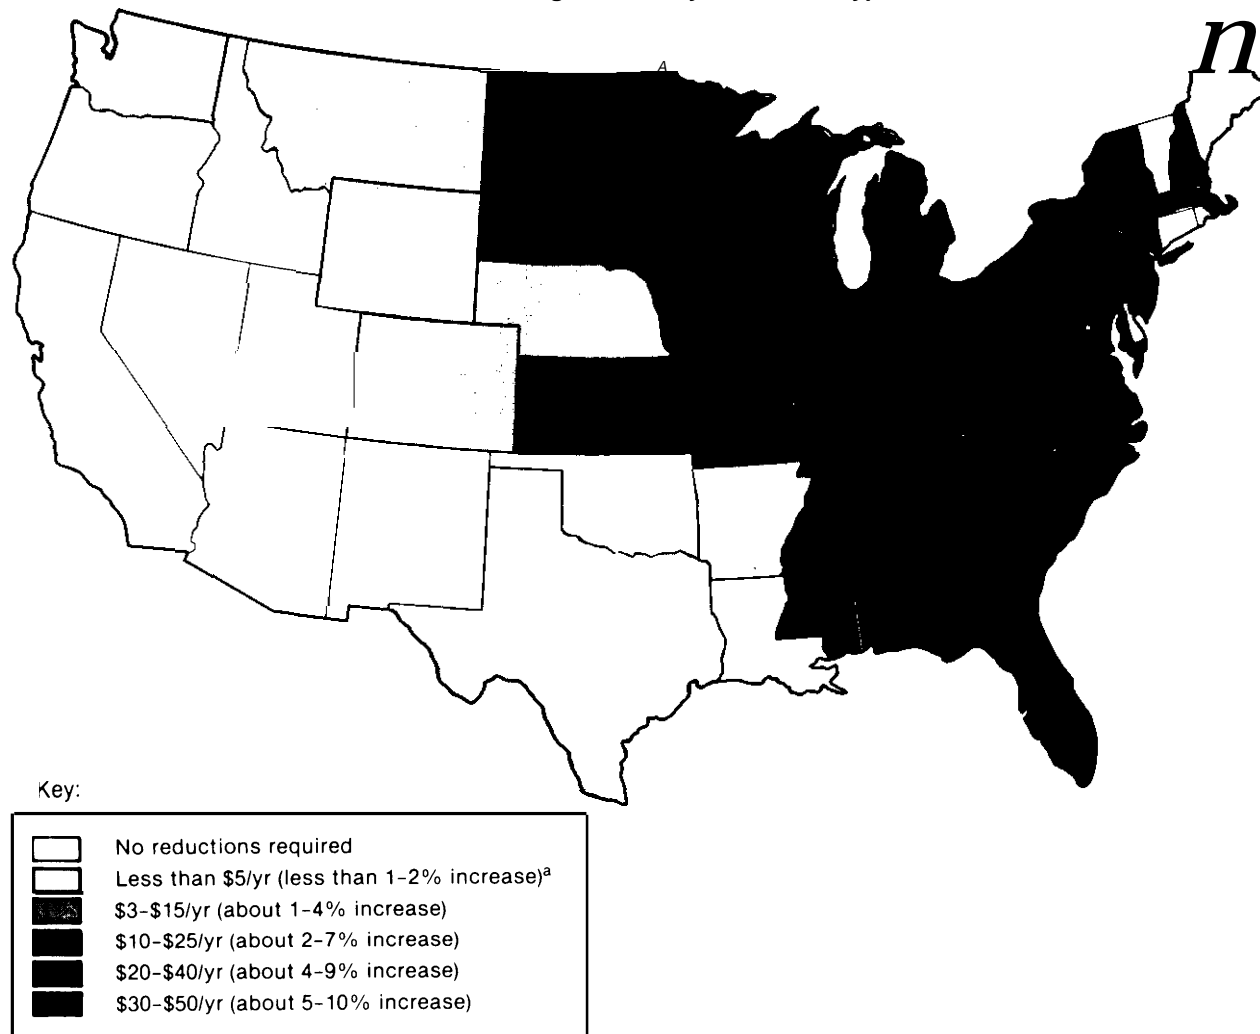 n
A
Key:
No reductions required
Less than $5/yr (less than 1-2% increase)a
$3-$15/yr (about 1-4% increase)
$10-$25/yr (about 2-7% increase)
$20-$40/yr (about 4-9% increase)
$30-$50/yr (about 5-10% increase)